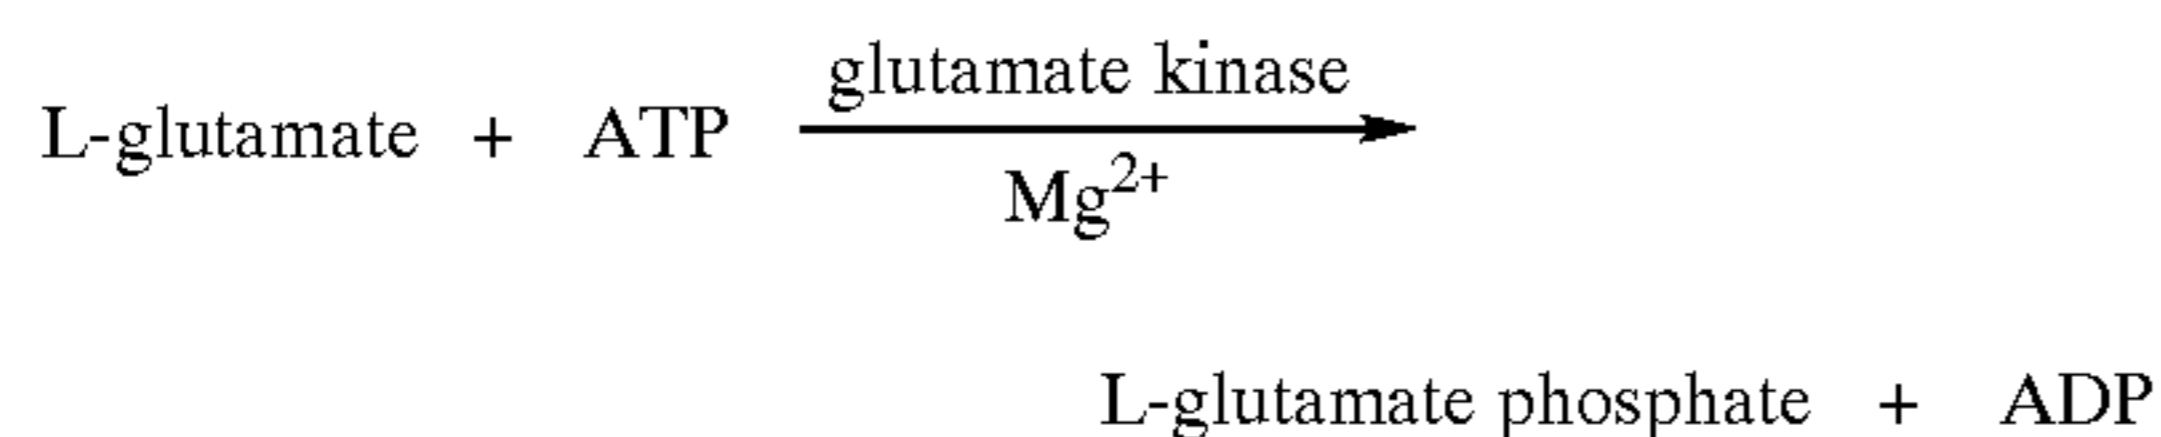 glutamate kinase
L-glutamate + ATP
Mg²⁺
L-glutamate phosphate + ADP